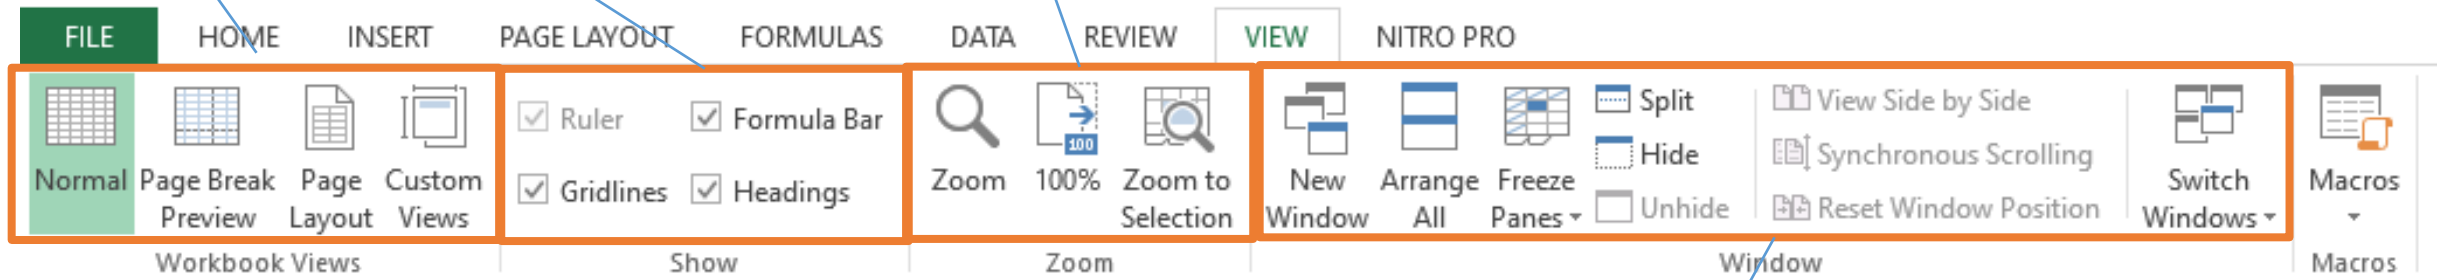 FILE HOME INSERT PAGE LAYOUT FORMULAS DATA REVIEW VIEW NITRO PRO
Normal
Page Break
Preview
Page
Layout
Custom
Views
Workbook Views
Ruler
Formula Bar
Gridlines
Headings
Show
Zoom
100
100%
Zoom to
Selection
Zoom
New
Window
Arrange
All
Freeze
Panes
Split
Hide
Unhide
View Side by Side
Synchronous Scrolling
Reset Window Position
Switch
Windows
Window
Macros
Macros